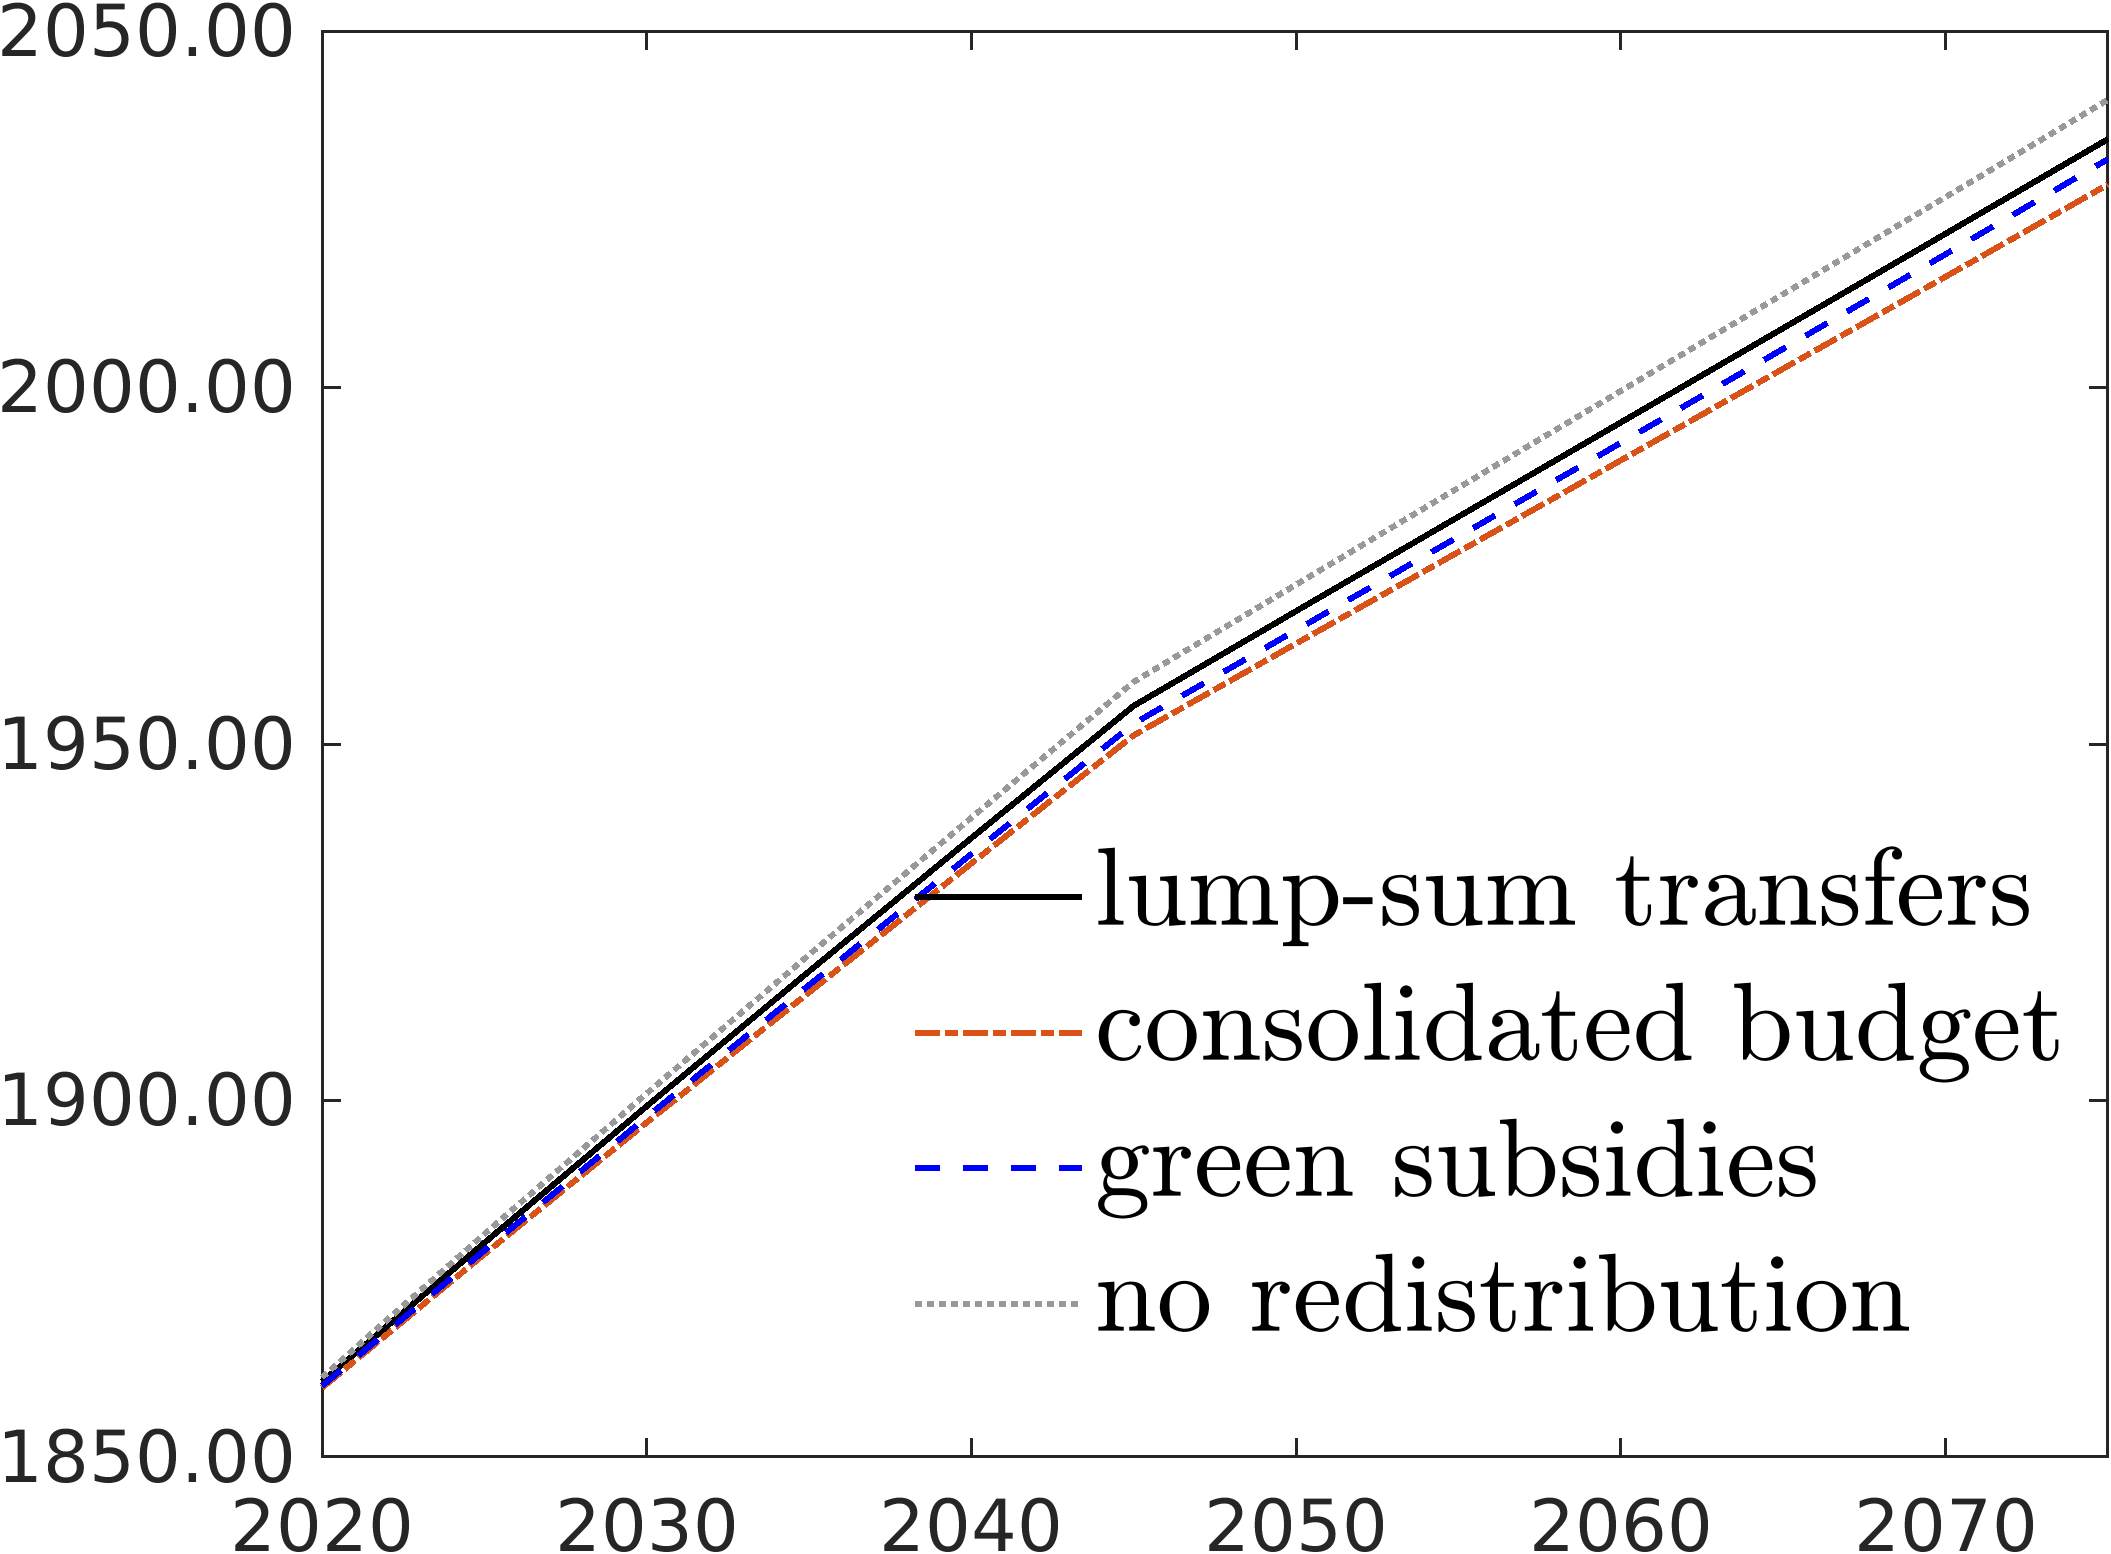 2050.00
2000.00
1950.00
1900.00
1850.00
2020 2030 2040 2050 2060 2070
lump-sum transfers
consolidated budget
green subsidies
no redistribution